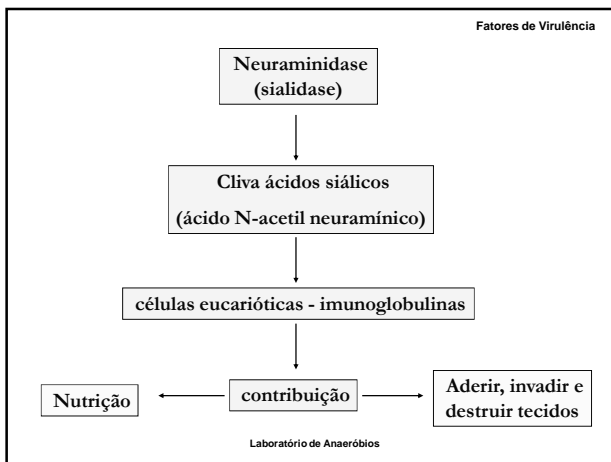 Fatores de Virulência
Neuraminidase
(sialidase)
Cliva ácidos siálicos
(ácido N-acetil neuramínico)
células eucarióticas - imunoglobulinas
Nutrição
contribuição
Aderir, invadir e
destruir tecidos
Laboratório de Anaeróbios